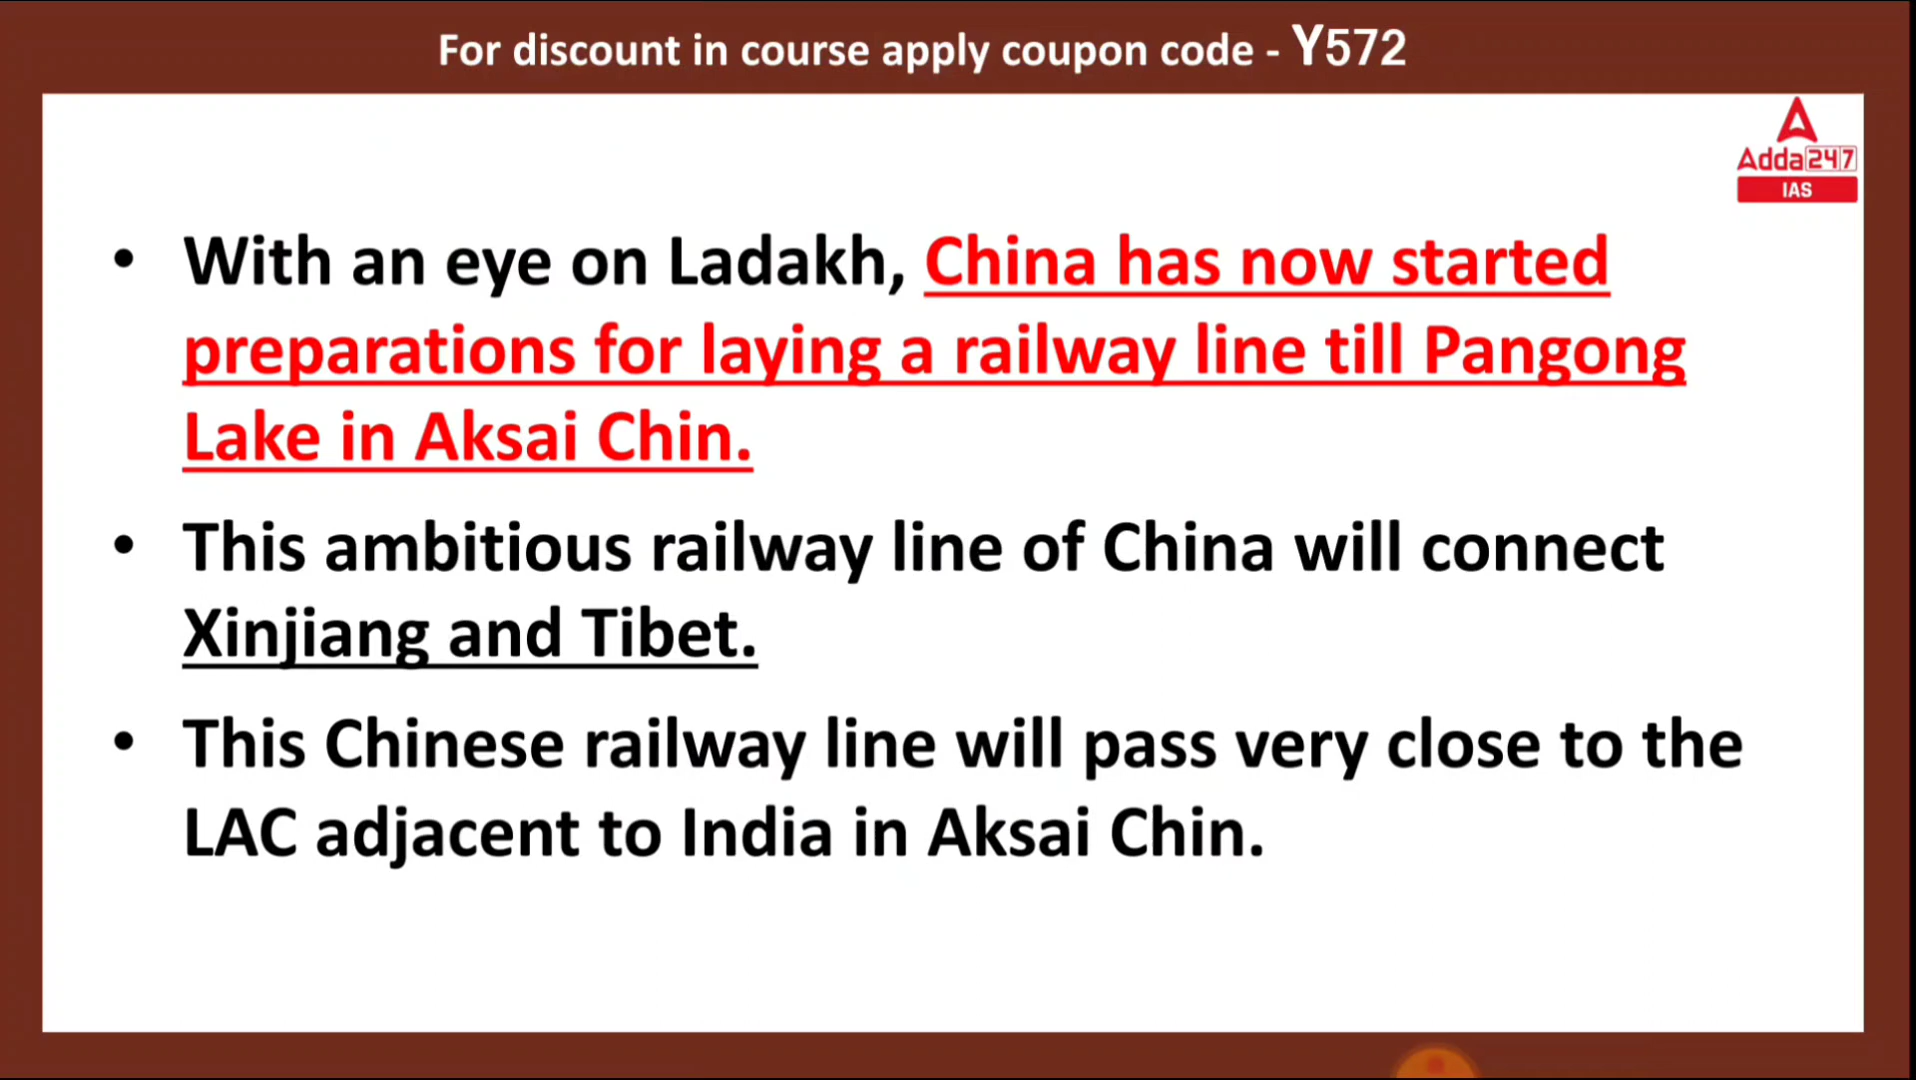 For discount in course apply coupon code - Y572
Adda247
IAS
• With an eye on Ladakh, China has now started
preparations for laying a railway line till Pangong
Lake in Aksai Chin.
• This ambitious railway line of China will connect
Xinjiang and Tibet.
• This Chinese railway line will pass very close to the
LAC adjacent to India in Aksai Chin.